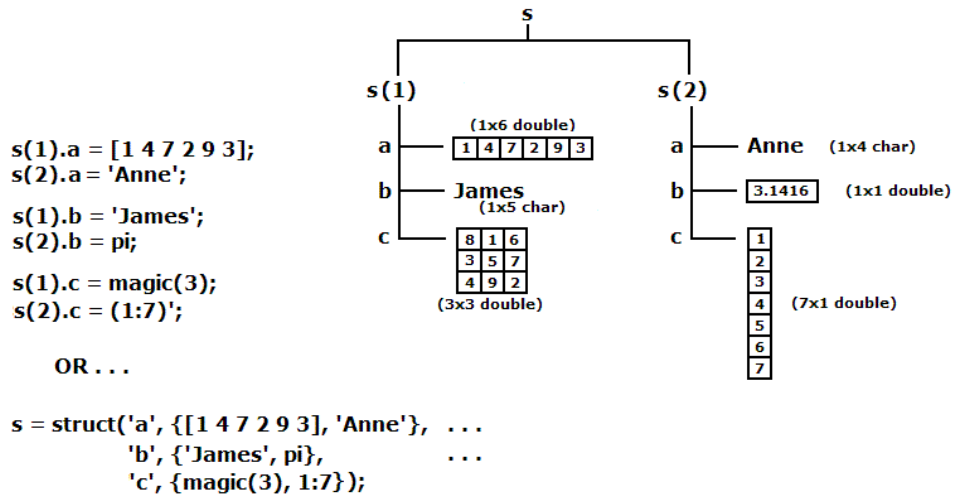 s
s(1) s(2)
(1x6 double)
a 1 4 7 2 9 3 a Anne (1x4 char)
s(1).a = [1 4 7 2 9 3];
s(2).a = 'Anne';
b James b 3.1416 (1x1 double)
(1x5 char)
s(1).b = 'James';
s(2).b = pi;
c 8 1 6 c 1
3 5 7 2
4 9 2 3
(3x3 double) 4 (7x1 double)
5
6
7
s(1).c = magic(3);
s(2).c = (1:7)';
OR . . .
s = struct('a', {[1 4 7 2 9 3], 'Anne'}, . . .
'b', {'James', pi}, . . .
'c', {magic(3), 1:7});